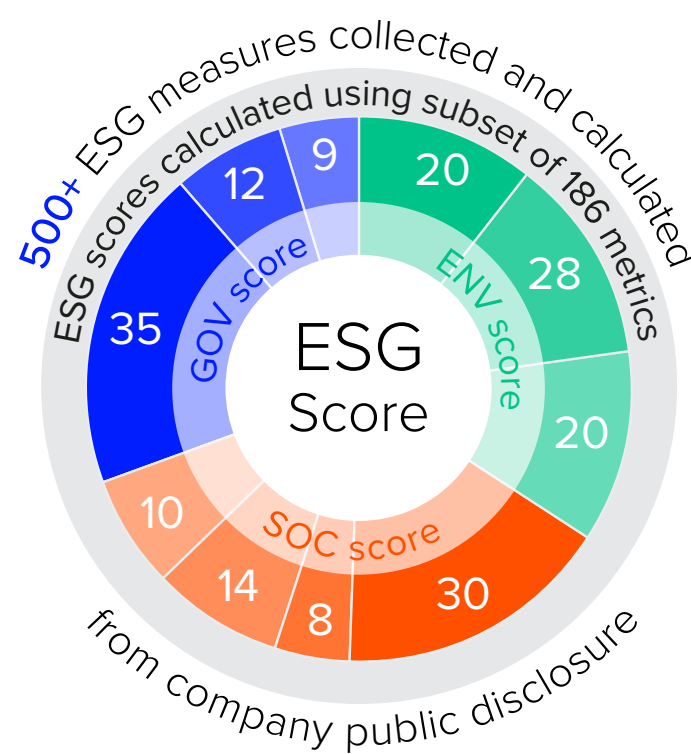 500+ ESG measures collected and calculated
ESG scores calculated using subset of 186 metrics
9
20
12
28
35
20
10
14
8
30
GOV score
ENV score
SOC score
ESG
Score
from company public disclosure